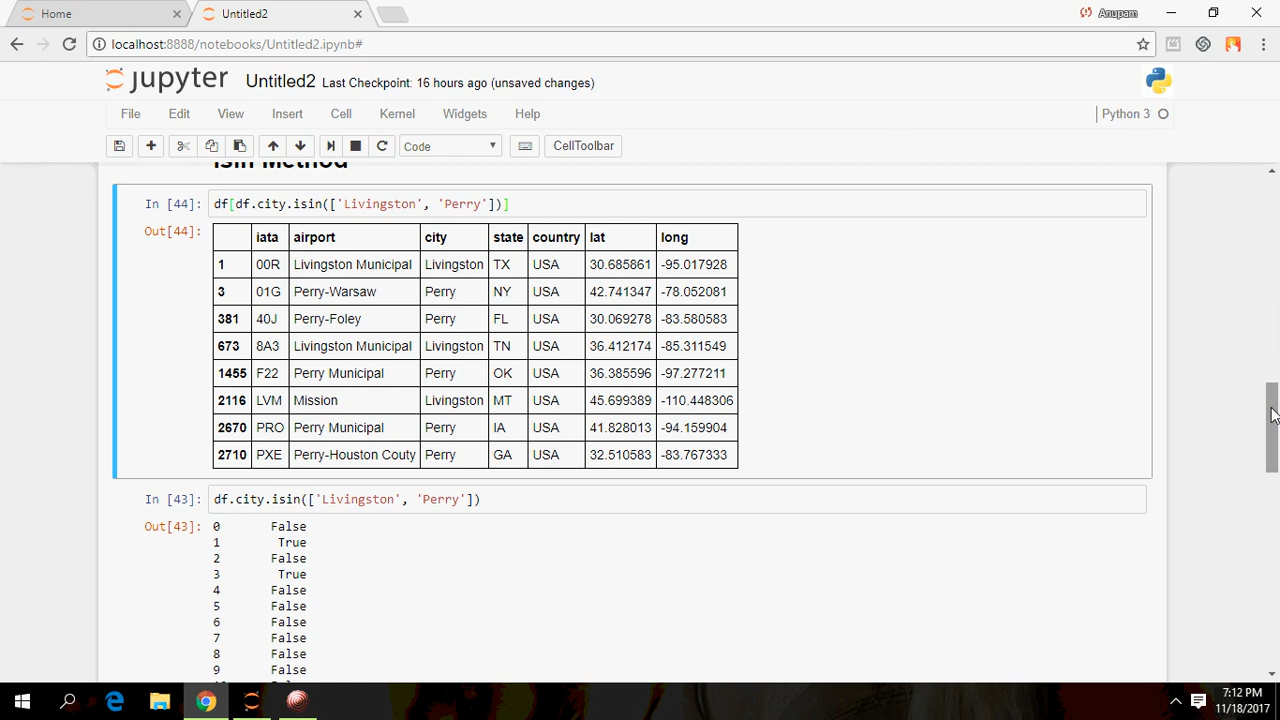 Home
Untitled2
Anupam
localhost:8888/notebooks/Untitled2.ipynb#
jupyter Untitled2 Last Checkpoint: 16 hours ago (unsaved changes)
File Edit View Insert Cell Kernel Widgets Help Python 3
Code CellToolbar
isin Method
In [44]: df[df.city.isin(['Livingston', 'Perry'])]
Out[44]:
iata airport city state country lat long
1 00R Livingston Municipal Livingston TX USA 30.685861 -95.017928
3 01G Perry-Warsaw Perry NY USA 42.741347 -78.052081
381 40J Perry-Foley Perry FL USA 30.069278 -83.580583
673 8A3 Livingston Municipal Livingston TN USA 36.412174 -85.311549
1455 F22 Perry Municipal Perry OK USA 36.385596 -97.277211
2116 LVM Mission Livingston MT USA 45.699389 -110.448306
2670 PRO Perry Municipal Perry IA USA 41.828013 -94.159904
2710 PXE Perry-Houston Couty Perry GA USA 32.510583 -83.767333
In [43]: df.city.isin(['Livingston', 'Perry'])
Out[43]: 0 False
1 True
2 False
3 True
4 False
5 False
6 False
7 False
8 False
9 False
7:12 PM
11/18/2017